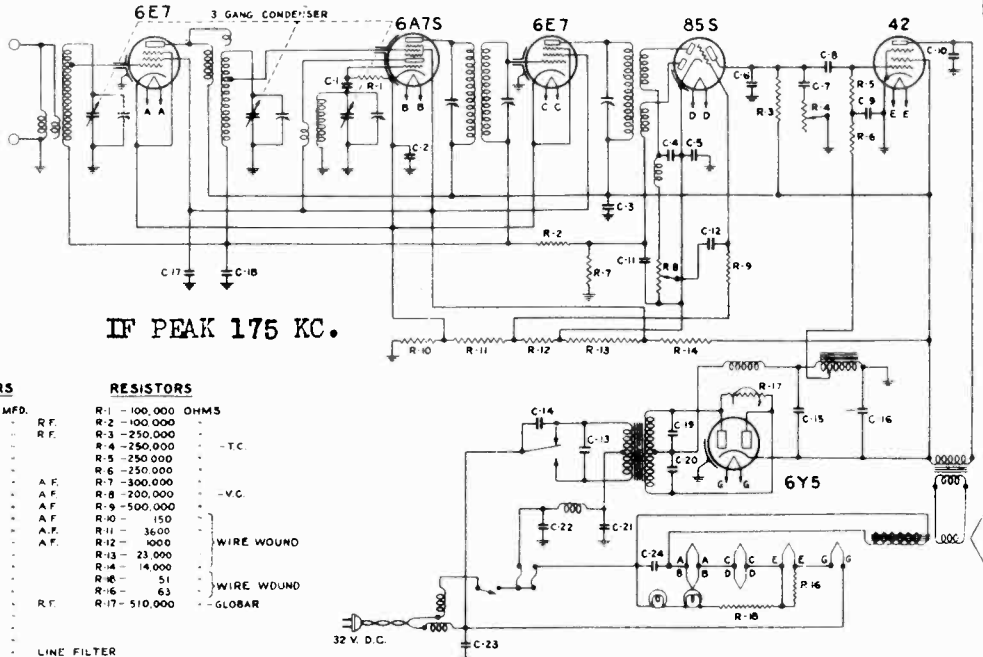 6E7
3 GANG CONDENSER
6A7S
6E7
85S
42
C-10
C-1
R-1
C-6
C-8
C-7
R-3
R-4
R-5
C-9
R-6
A A
B B
C C
D D
E E
C-2
C-4
C-5
C-3
R-2
C-12
C-17
C-18
R-7
C-11
R-8
R-9
IF PEAK 175 KC.
R-10
R-11
R-12
R-13
R-14
RS
RESISTORS
MFD.
R-1 - 100,000 OHMS
R.F. R-2 - 100,000 "
R.F. R-3 - 250,000 "
R-4 - 250,000 " - T.C.
R-5 - 250,000 "
R-6 - 250,000 "
A.F. R-7 - 300,000 "
A.F. R-8 - 200,000 " - V.C.
A.F. R-9 - 500,000 "
A.F. R-10 - 150
A.F. R-11 - 3600
A.F. R-12 - 1000 WIRE WOUND
R-13 - 23,000
R-14 - 14,000
R-18 - 51 WIRE WOUND
R-16 - 63
R.F. R-17 - 510,000 " - GLOBAR
LINE FILTER
C-14
C-13
C-19
C-20
R-17
C-15
C-16
6Y5
G G
C-22
C-21
C-24
A A
B B
C C
D D
E E
G G
R-16
R-18
32 V. D.C.
C-23